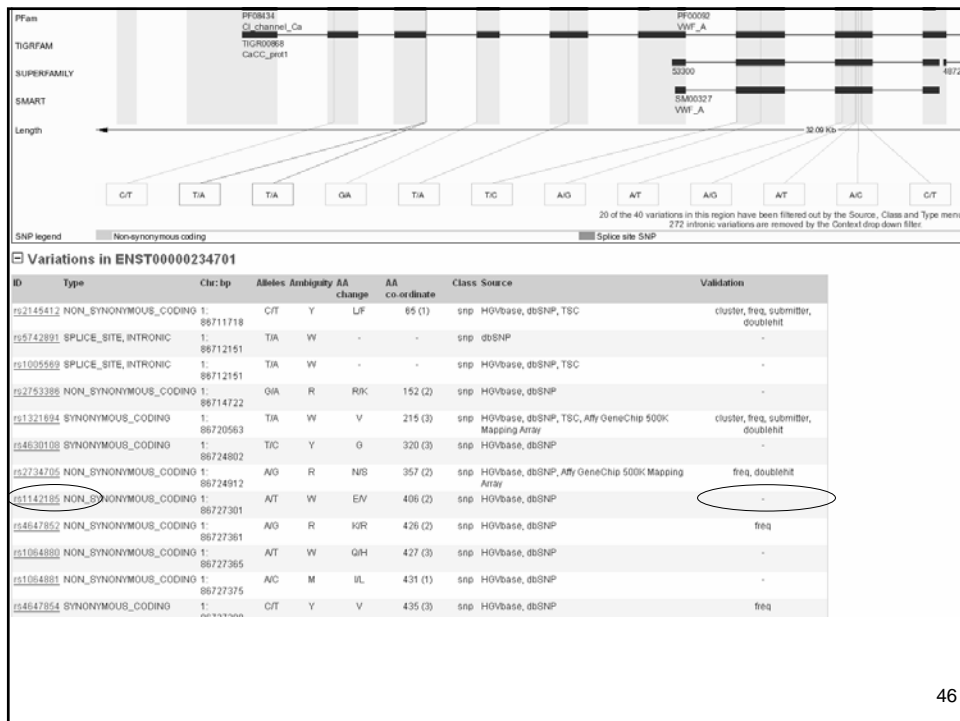 PFam
PF08434
Cl_channel_Ca
PF00092
VWF_A
TIGRFAM
TIGR00868
CaCC_prot1
SUPERFAMILY
53300
4872
SMART
SM00327
VWF_A
Length
32.09 Kb
C/T T/A T/A G/A T/A T/C A/G A/T A/G A/T A/C C/T
20 of the 40 variations in this region have been filtered out by the Source, Class and Type menu
272 intronic variations are removed by the Context drop down filter.
SNP legend Non-synonymous coding Splice site SNP
Variations in ENST00000234701
ID Type Chr: bp Alleles Ambiguity AA change AA co-ordinate Class Source Validation
rs2145412 NON_SYNONYMOUS_CODING 1: 86711718 C/T Y L/F 65 (1) snp HGVbase, dbSNP, TSC cluster, freq, submitter, doublehit
rs5742891 SPLICE_SITE, INTRONIC 1: 86712151 T/A W - - snp dbSNP -
rs1005569 SPLICE_SITE, INTRONIC 1: 86712151 T/A W - - snp HGVbase, dbSNP, TSC -
rs2753386 NON_SYNONYMOUS_CODING 1: 86714722 G/A R R/K 152 (2) snp HGVbase, dbSNP -
rs1321694 SYNONYMOUS_CODING 1: 86720563 T/A W V 215 (3) snp HGVbase, dbSNP, TSC, Affy GeneChip 500K Mapping Array cluster, freq, submitter, doublehit
rs4630108 SYNONYMOUS_CODING 1: 86724802 T/C Y G 320 (3) snp HGVbase, dbSNP -
rs2734705 NON_SYNONYMOUS_CODING 1: 86724912 A/G R N/S 357 (2) snp HGVbase, dbSNP, Affy GeneChip 500K Mapping Array freq, doublehit
rs1142185 NON_SYNONYMOUS_CODING 1: 86727301 A/T W E/V 406 (2) snp HGVbase, dbSNP -
rs4647852 NON_SYNONYMOUS_CODING 1: 86727361 A/G R K/R 426 (2) snp HGVbase, dbSNP freq
rs1064880 NON_SYNONYMOUS_CODING 1: 86727365 A/T W Q/H 427 (3) snp HGVbase, dbSNP -
rs1064881 NON_SYNONYMOUS_CODING 1: 86727375 A/C M I/L 431 (1) snp HGVbase, dbSNP -
rs4647854 SYNONYMOUS_CODING 1: C/T Y V 435 (3) snp HGVbase, dbSNP freq
46